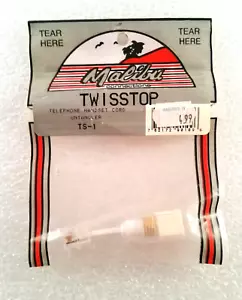 TEAR HERE
TEAR HERE
Malibu
TWISSTOP
TELEPHONE HANDSET CORD
UNTANGLER
TS-1
4.99